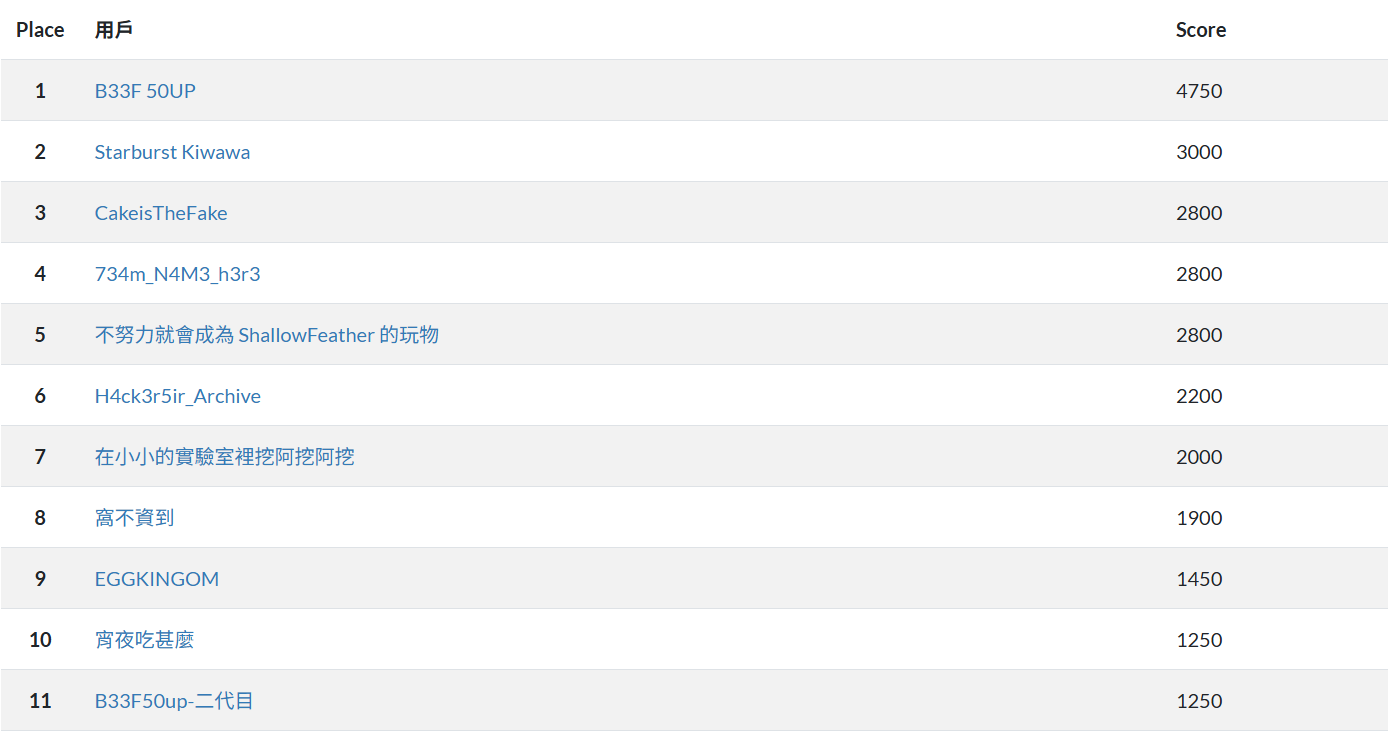 Place 用戶 Score
1 B33F 50UP 4750
2 Starburst Kiwawa 3000
3 CakeisTheFake 2800
4 734m_N4M3_h3r3 2800
5 不努力就會成為 ShallowFeather 的玩物 2800
6 H4ck3r5ir_Archive 2200
7 在小小的實驗室裡挖阿挖阿挖 2000
8 窩不資到 1900
9 EGGKINGOM 1450
10 宵夜吃甚麼 1250
11 B33F50up-二代目 1250